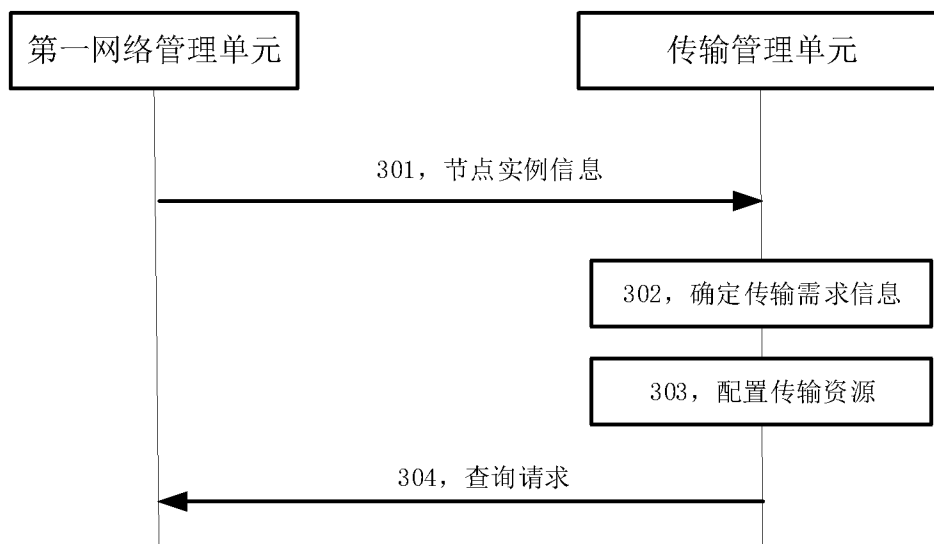 第一网络管理单元
传输管理单元
301，节点实例信息
302，确定传输需求信息
303，配置传输资源
304，查询请求